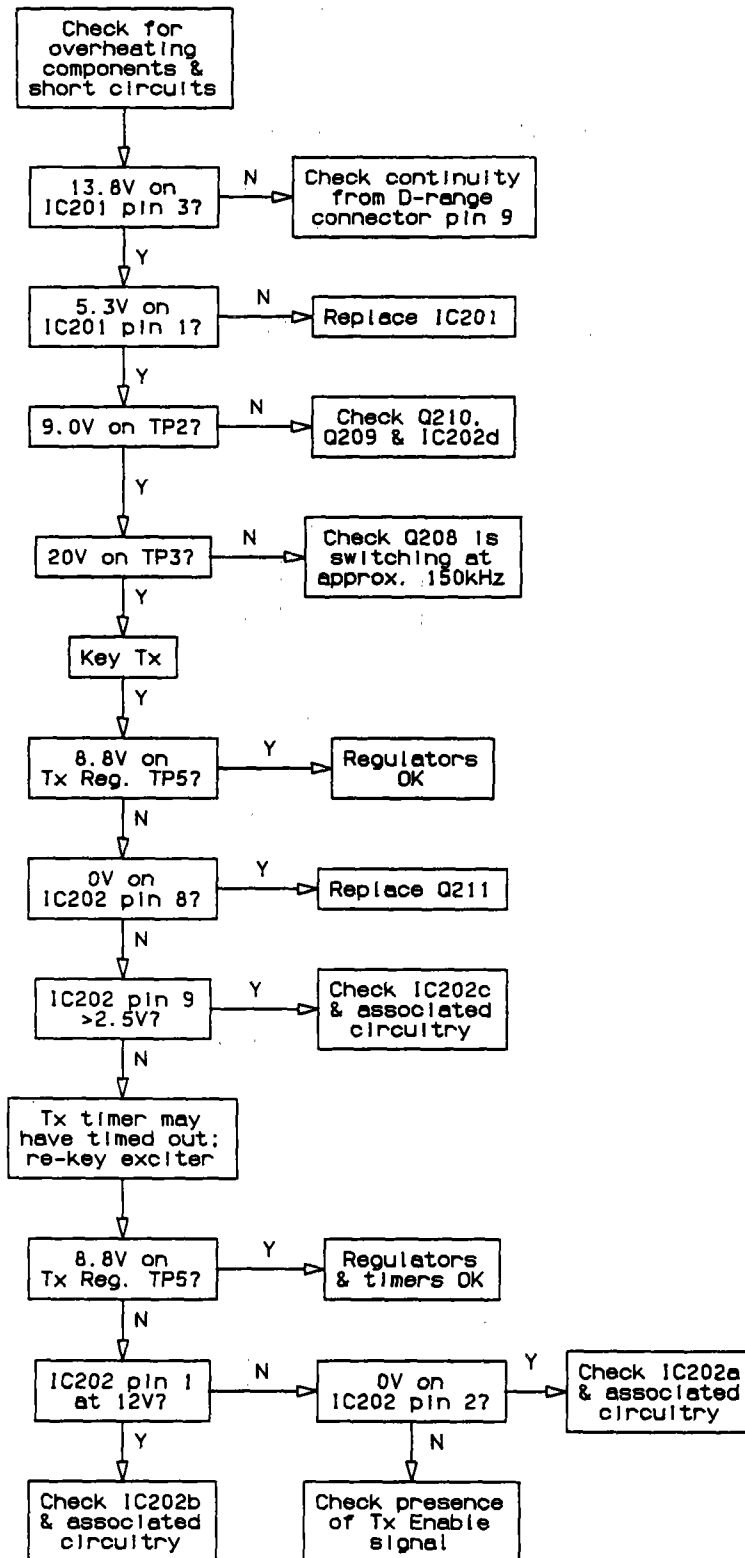 Check for
overheating
components &
short circuits
13.8V on
IC201 pin 3?
N
Check continuity
from D-range
connector pin 9
Y
5.3V on
IC201 pin 1?
N
Replace IC201
Y
9.0V on TP2?
N
Check Q210,
Q209 & IC202d
Y
20V on TP3?
N
Check Q208 is
switching at
approx. 150kHz
Y
Key Tx
Y
8.8V on
Tx Reg. TP5?
Y
Regulators
OK
N
0V on
IC202 pin 8?
Y
Replace Q211
N
IC202 pin 9
>2.5V?
Y
Check IC202c
& associated
circuitry
N
Tx timer may
have timed out:
re-key exciter
8.8V on
Tx Reg. TP5?
Y
Regulators
& timers OK
N
IC202 pin 1
at 12V?
N
0V on
IC202 pin 2?
Y
Check IC202a
& associated
circuitry
Y
N
Check IC202b
& associated
circuitry
Check presence
of Tx Enable
signal